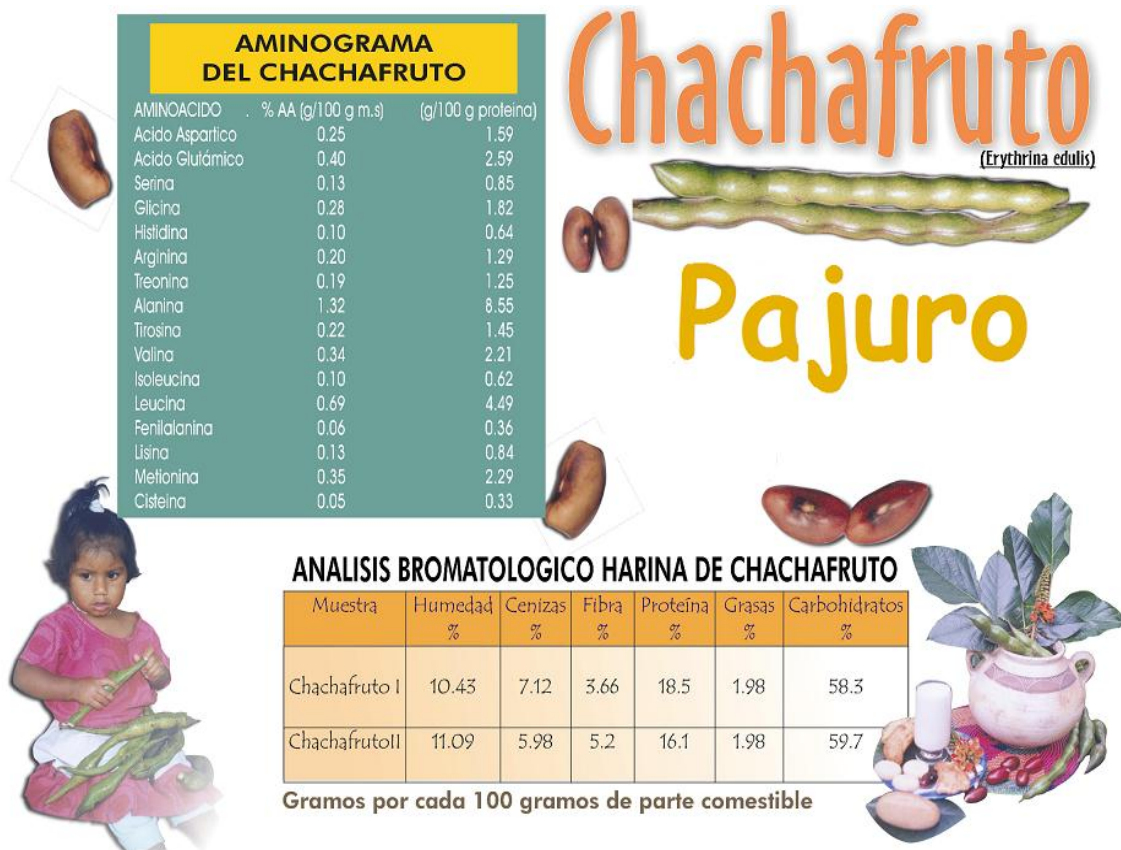 AMINOGRAMA
DEL CHACHAFRUTO
AMINOACIDO . % AA (g/100 g m.s) (g/100 g proteina)
Acido Aspartico 0.25 1.59
Acido Glutámico 0.40 2.59
Serina 0.13 0.85
Glicina 0.28 1.82
Histidina 0.10 0.64
Arginina 0.20 1.29
Treonina 0.19 1.25
Alanina 1.32 8.55
Tirosina 0.22 1.45
Valina 0.34 2.21
Isoleucina 0.10 0.62
Leucina 0.69 4.49
Fenilalanina 0.06 0.36
Lisina 0.13 0.84
Metionina 0.35 2.29
Cisteina 0.05 0.33
Chachafruto
(Erythrina edulis)
Pajuro
ANALISIS BROMATOLOGICO HARINA DE CHACHAFRUTO
Muestra Humedad Cenizas Fibra Proteína Grasas Carbohidratos
% % % % % %
Chachafruto I 10.43 7.12 3.66 18.5 1.98 58.3
ChachafrutoII 11.09 5.98 5.2 16.1 1.98 59.7
Gramos por cada 100 gramos de parte comestible